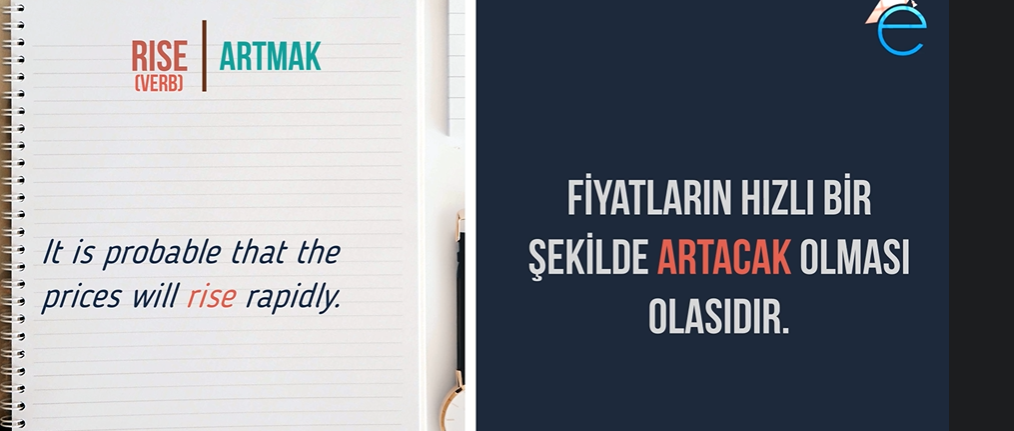 RISE
(VERB)
ARTMAK
It is probable that the
prices will rise rapidly.
FİYATLARIN HIZLI BİR
ŞEKİLDE ARTACAK OLMASI
OLASIDIR.